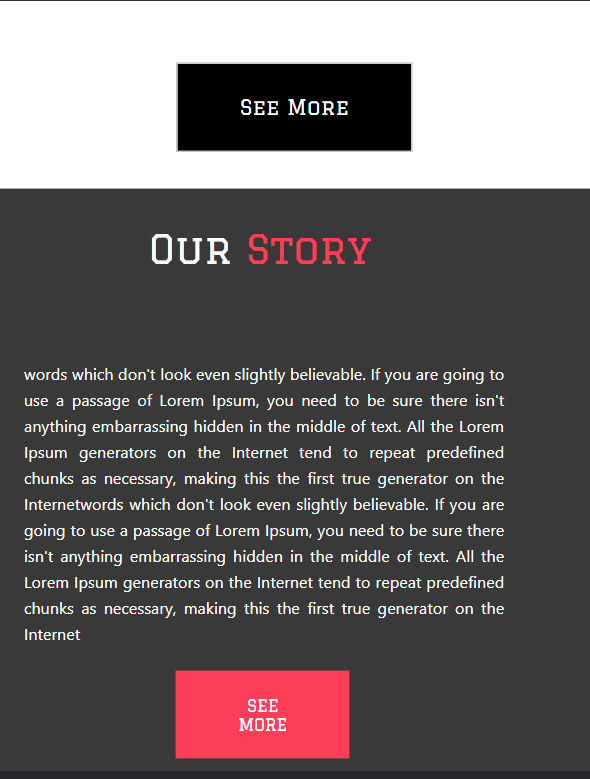 See More
Our Story
words which don't look even slightly believable. If you are going to
use a passage of Lorem Ipsum, you need to be sure there isn't
anything embarrassing hidden in the middle of text. All the Lorem
Ipsum generators on the Internet tend to repeat predefined
chunks as necessary, making this the first true generator on the
Internetwords which don't look even slightly believable. If you are
going to use a passage of Lorem Ipsum, you need to be sure there
isn't anything embarrassing hidden in the middle of text. All the
Lorem Ipsum generators on the Internet tend to repeat predefined
chunks as necessary, making this the first true generator on the
Internet
SEE
MORE